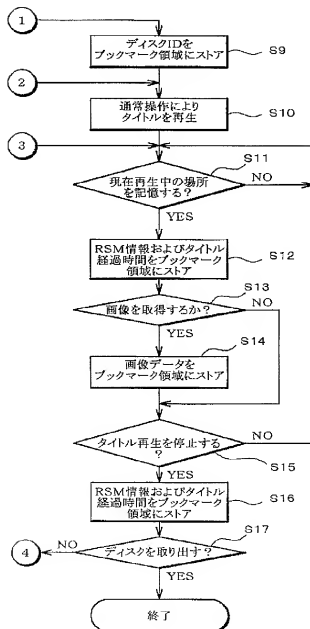 1
ディスクIDを
ブックマーク領域にストア
S9
2
通常操作により
タイトルを再生
S10
3
S11
現在再生中の場所
を記憶する？
NO
YES
RSM情報およびタイトル
経過時間をブックマーク
領域にストア
S12
S13
画像を取得するか？
NO
YES
S14
画像データを
ブックマーク領域にストア
タイトル再生を停止する
？
NO
S15
YES
RSM情報およびタイトル
経過時間をブックマーク
領域にストア
S16
S17
4
NO
ディスクを取り出す？
YES
終了